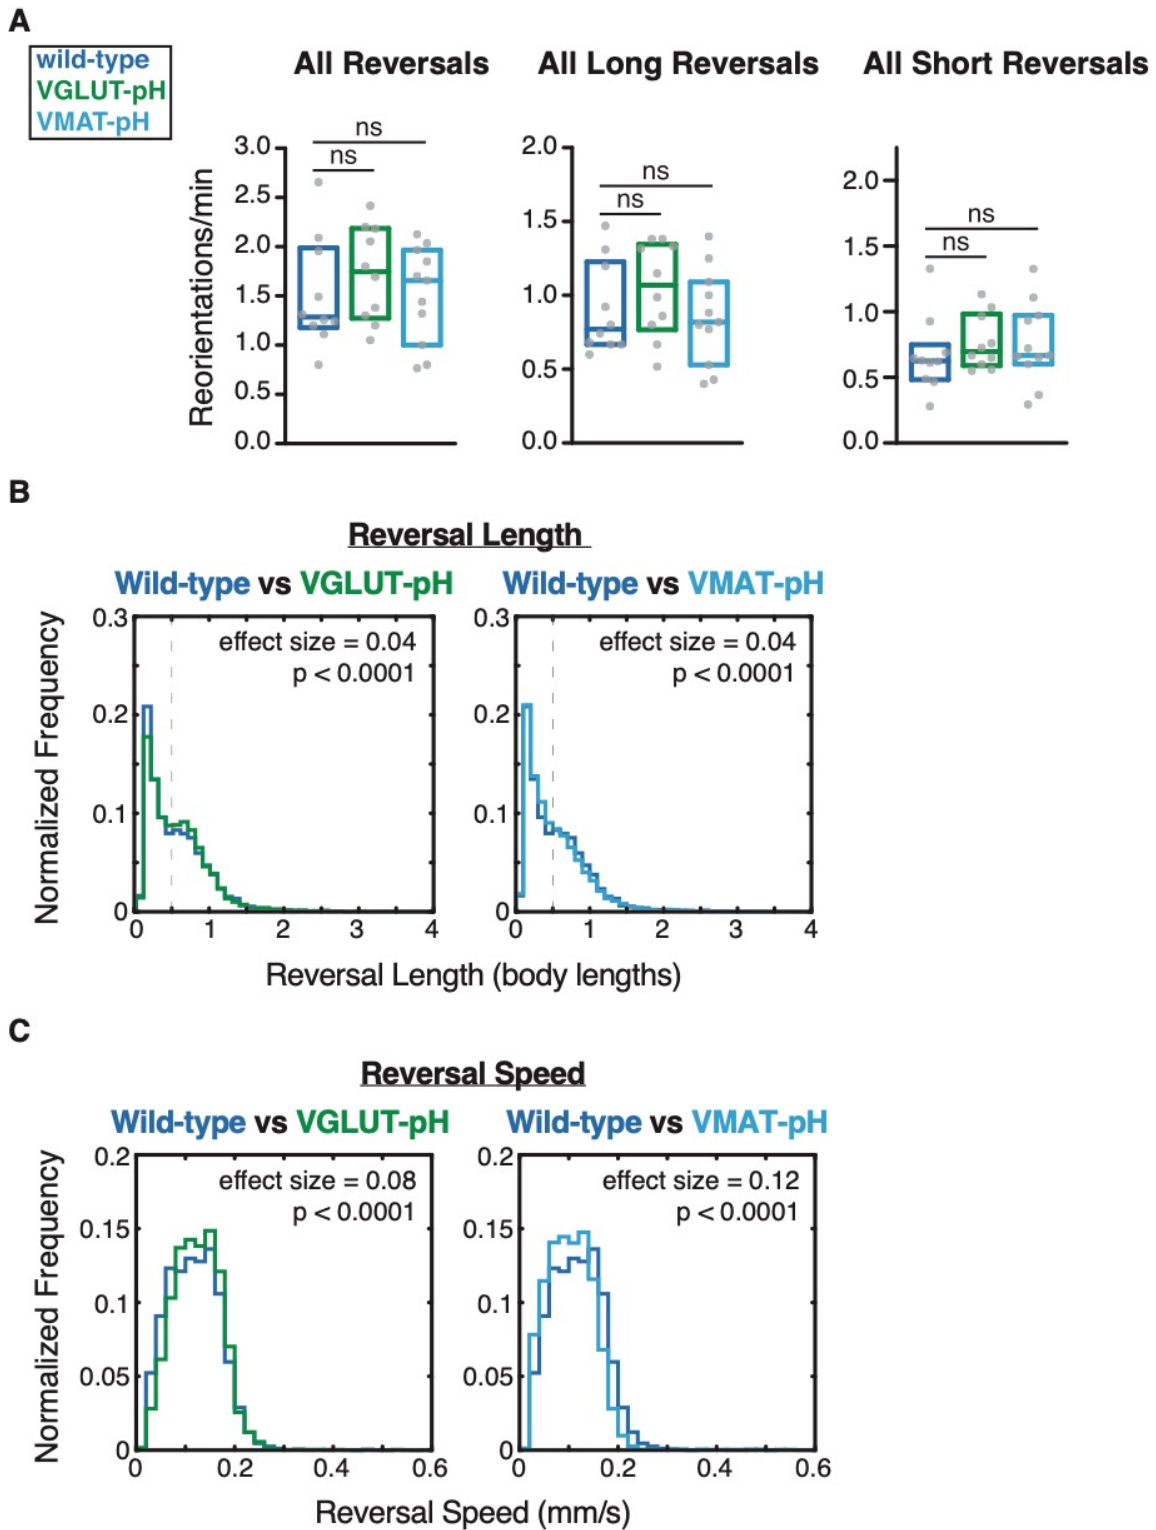 A
wild-type
VGLUT-pH
VMAT-pH
All Reversals
All Long Reversals
All Short Reversals
Reorientations/min
3.0
2.5
2.0
1.5
1.0
0.5
0.0
ns
ns
2.0
1.5
1.0
0.5
0.0
ns
ns
2.0
1.5
1.0
0.5
0.0
ns
ns
B
Reversal Length
Wild-type vs VGLUT-pH
Wild-type vs VMAT-pH
Normalized Frequency
0.3
0.2
0.1
0
effect size = 0.04
p < 0.0001
0 1 2 3 4
0.3
0.2
0.1
0
effect size = 0.04
p < 0.0001
0 1 2 3 4
Reversal Length (body lengths)
C
Reversal Speed
Wild-type vs VGLUT-pH
Wild-type vs VMAT-pH
Normalized Frequency
0.2
0.15
0.1
0.05
0
effect size = 0.08
p < 0.0001
0 0.2 0.4 0.6
0.2
0.15
0.1
0.05
0
effect size = 0.12
p < 0.0001
0 0.2 0.4 0.6
Reversal Speed (mm/s)